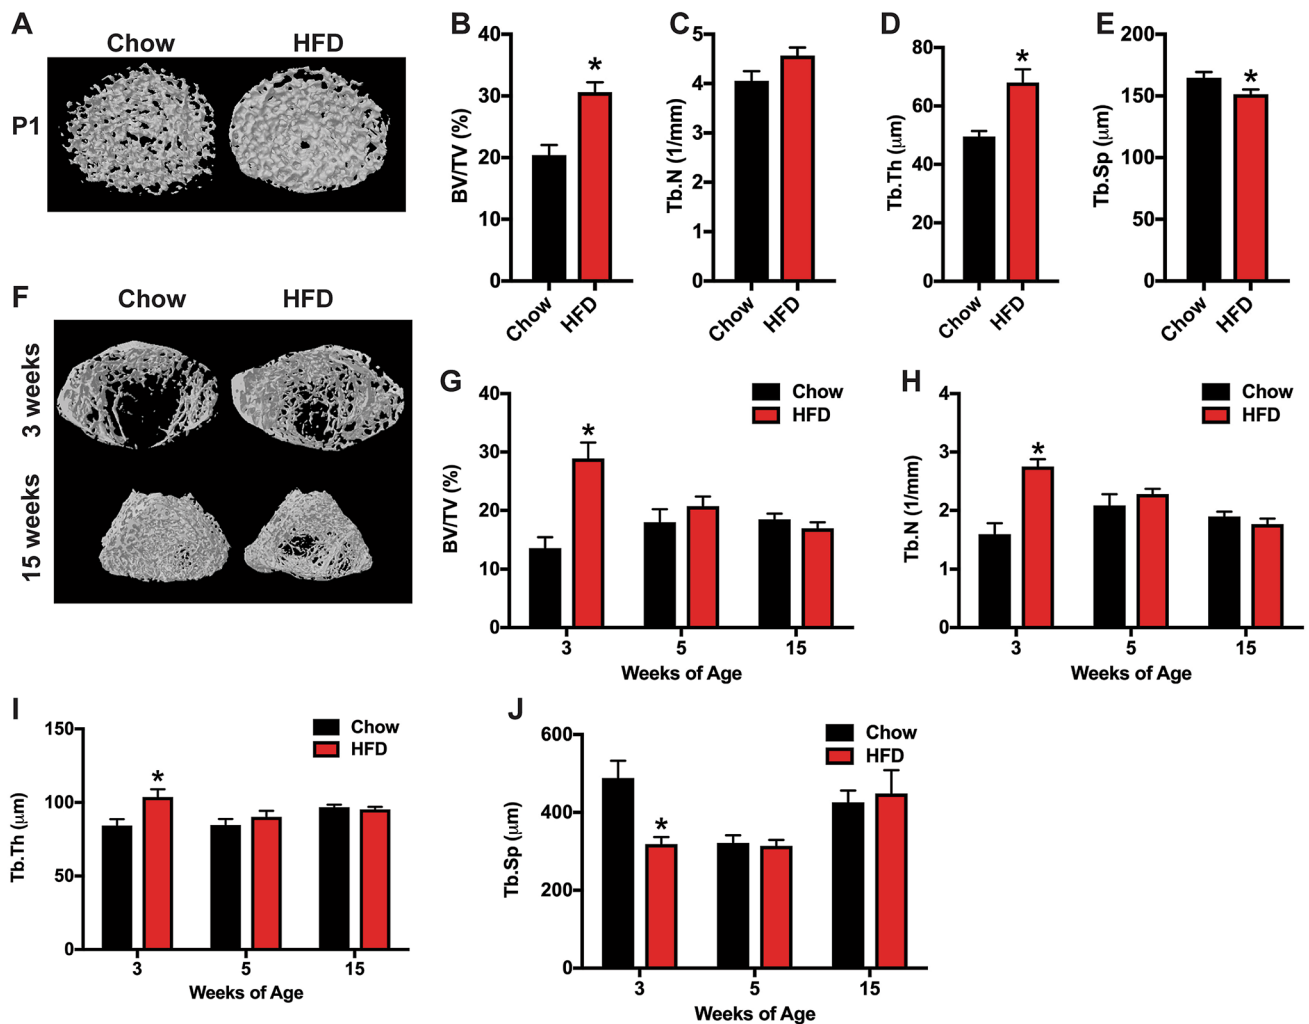 A
Chow HFD
P1
B
BV/TV (%)
40
30
20
10
0
*
Chow HFD
C
Tb.N (1/mm)
5
4
3
2
1
0
Chow HFD
D
Tb.Th (μm)
80
60
40
20
0
*
Chow HFD
E
Tb.Sp (μm)
200
150
100
50
0
*
Chow HFD
F
Chow HFD
3 weeks
15 weeks
G
BV/TV (%)
40
30
20
10
0
*
Chow
HFD
3 5 15
Weeks of Age
H
Tb.N (1/mm)
4
3
2
1
0
*
Chow
HFD
3 5 15
Weeks of Age
I
Tb.Th (μm)
150
100
50
0
*
Chow
HFD
3 5 15
Weeks of Age
J
Tb.Sp (μm)
600
400
200
0
*
Chow
HFD
3 5 15
Weeks of Age